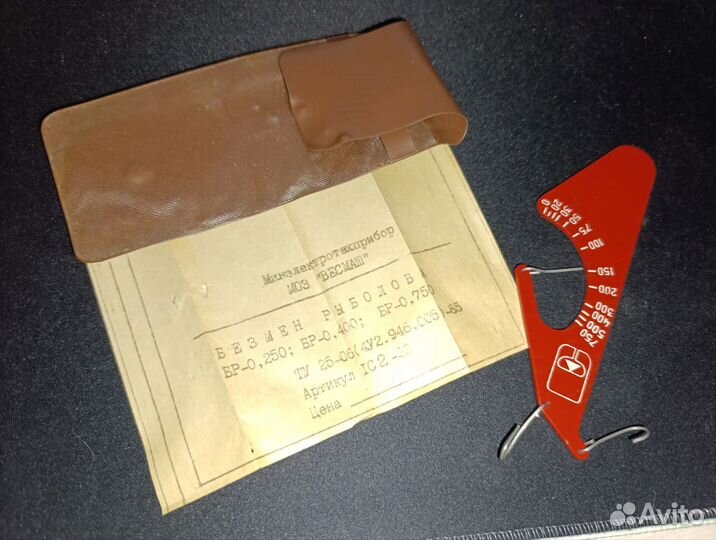 Минэлектротехприбор
МОЗ "ВЕСМАШ"
БЕЗМЕН РЫБОЛОВА
БР-0,250; БР-0,400; БР-0,750
ТУ 25-06(4У2.946.005)-85
Артикул
Цена
0
25
50
75
100
150
200
300
400
500
750
Avito